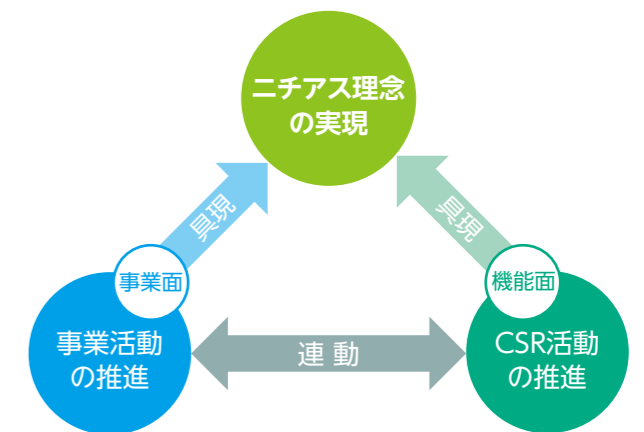 ニチアス理念
の実現
具現
具現
事業面
機能面
事業活動
の推進
連動
CSR活動
の推進